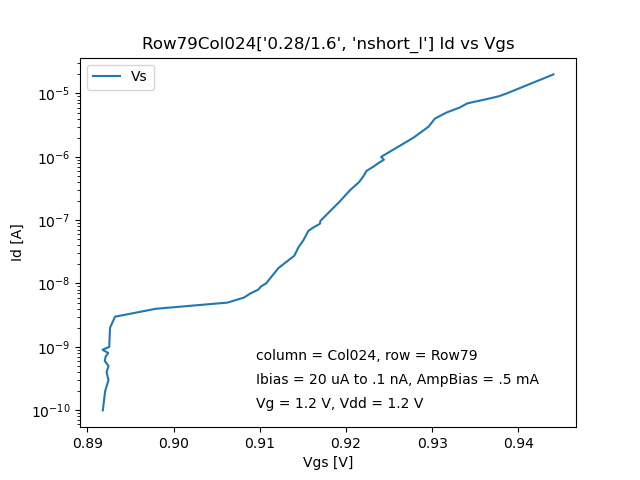 Row79Col024['0.28/1.6', 'nshort_l'] Id vs Vgs
Vs
10⁻⁵
10⁻⁶
10⁻⁷
10⁻⁸
10⁻⁹
10⁻¹⁰
Id [A]
column = Col024, row = Row79
Ibias = 20 uA to .1 nA, AmpBias = .5 mA
Vg = 1.2 V, Vdd = 1.2 V
0.89 0.90 0.91 0.92 0.93 0.94
Vgs [V]